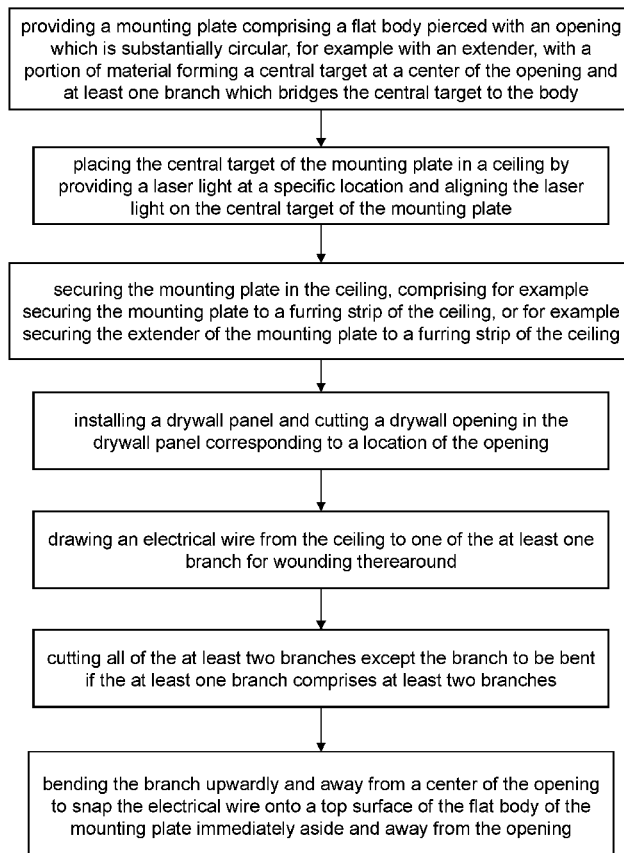 providing a mounting plate comprising a flat body pierced with an opening
which is substantially circular, for example with an extender, with a
portion of material forming a central target at a center of the opening and
at least one branch which bridges the central target to the body
placing the central target of the mounting plate in a ceiling by
providing a laser light at a specific location and aligning the laser
light on the central target of the mounting plate
securing the mounting plate in the ceiling, comprising for example
securing the mounting plate to a furring strip of the ceiling, or for example
securing the extender of the mounting plate to a furring strip of the ceiling
installing a drywall panel and cutting a drywall opening in the
drywall panel corresponding to a location of the opening
drawing an electrical wire from the ceiling to one of the at least one
branch for wounding therearound
cutting all of the at least two branches except the branch to be bent
if the at least one branch comprises at least two branches
bending the branch upwardly and away from a center of the opening
to snap the electrical wire onto a top surface of the flat body of the
mounting plate immediately aside and away from the opening